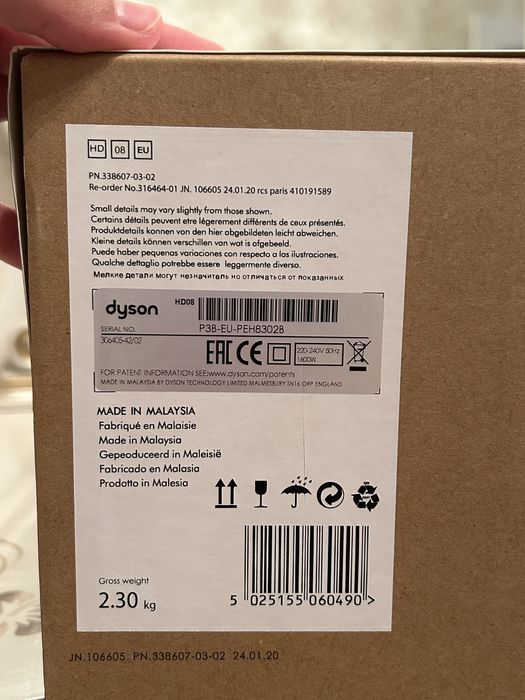 HD 08 EU
PN.338607-03-02
Re-order No.316464-01 JN. 106605 24.01.20 rcs paris 410191589
Small details may vary slightly from those shown.
Certains détails peuvent etre légerement différents de ceux présentés.
Produktdetails konnen von den hier abgebildeten leicht abweichen.
Kleine details können verschillen van wat is afgebeeld.
Puede haber pequenas variaciones con respecto a las ilustraciones.
Qualche dettaglio potrebbe essere leggermente diverso.
Мелкие детали могут незначитель но отличаться от показанных
dyson HD08
SERIAL NO. P3B-EU-PEH8302B
306405-42/02
EAC CE 220-240V 50HZ
1600W
FOR PATENT INFORMATION SEE:www.dyson.com/patents
MADE IN MALAYSIA BY DYSON TECHNOLOGY LIMITED MALMESBURY SN16 ORP ENGLAND
MADE IN MALAYSIA
Fabriqué en Malaisie
Made in Malaysia
Gepeoduceerd in Maleisië
Fabricado en Malasia
Prodotto in Malesia
Gross weight
2.30 kg
5 025155 060490 >
JN.106605 PN.338607-03-02 24.01.20